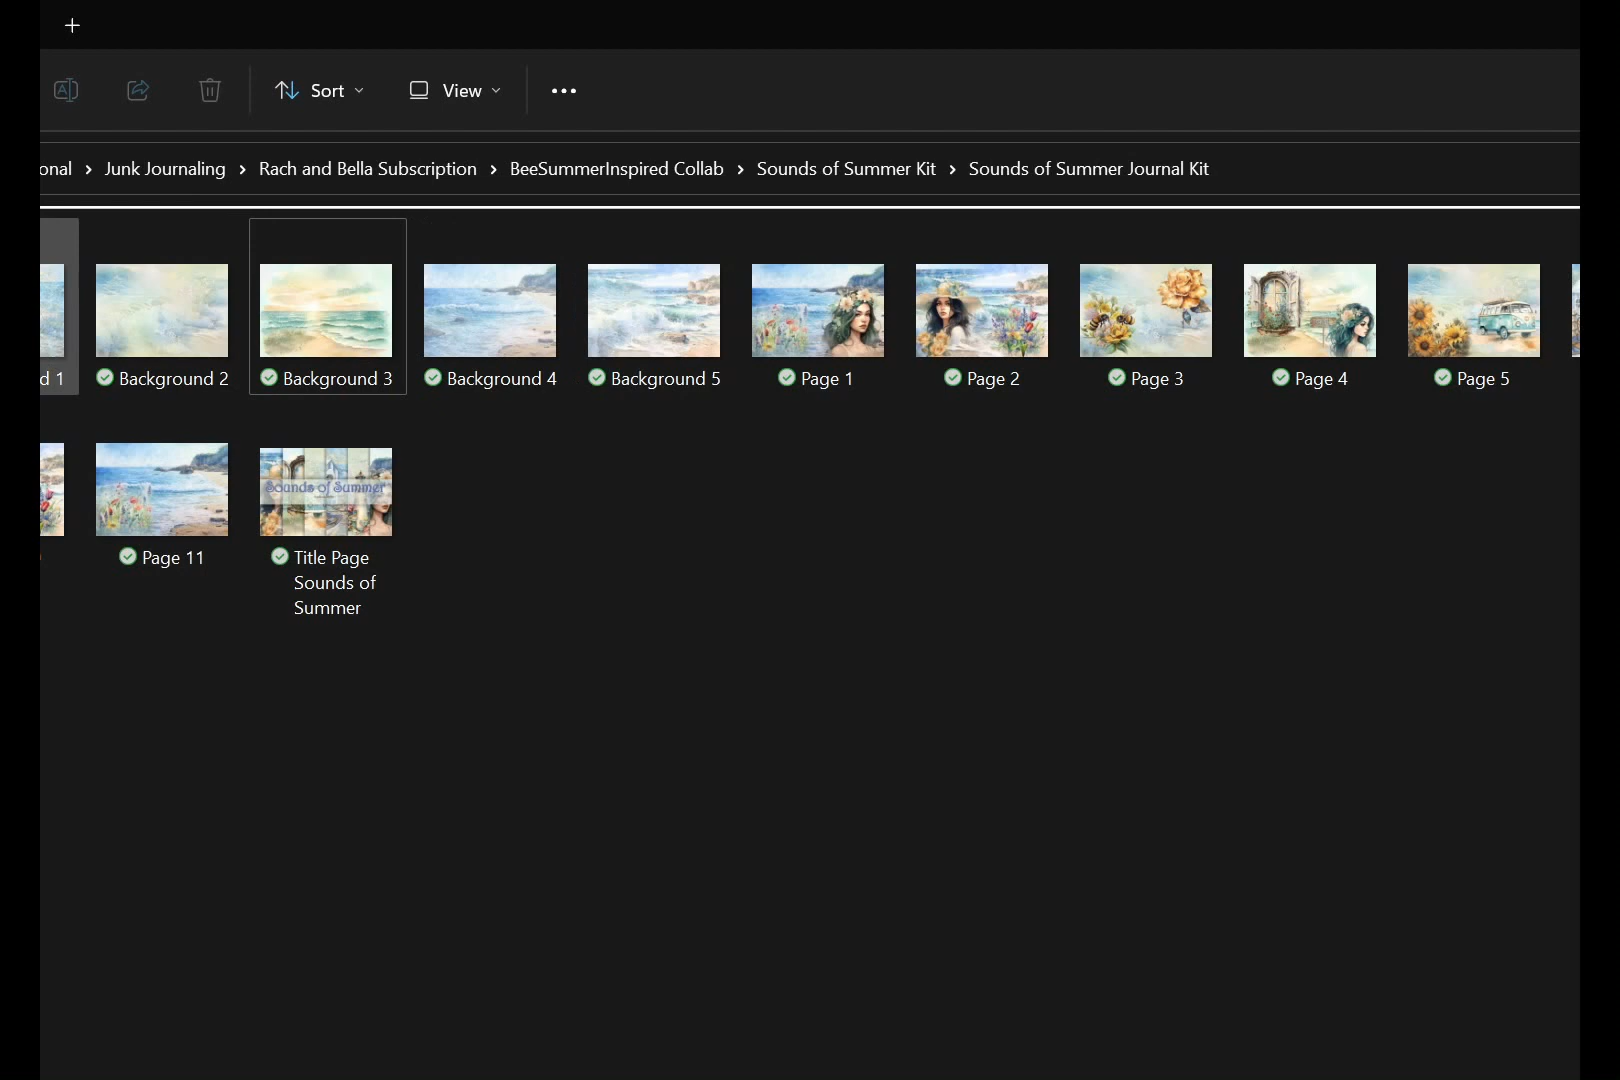 Sort
View
onal › Junk Journaling › Rach and Bella Subscription › BeeSummerInspired Collab › Sounds of Summer Kit › Sounds of Summer Journal Kit
d 1
Background 2
Background 3
Background 4
Background 5
Page 1
Page 2
Page 3
Page 4
Page 5
Sounds of Summer
Page 11
Title Page
Sounds of
Summer